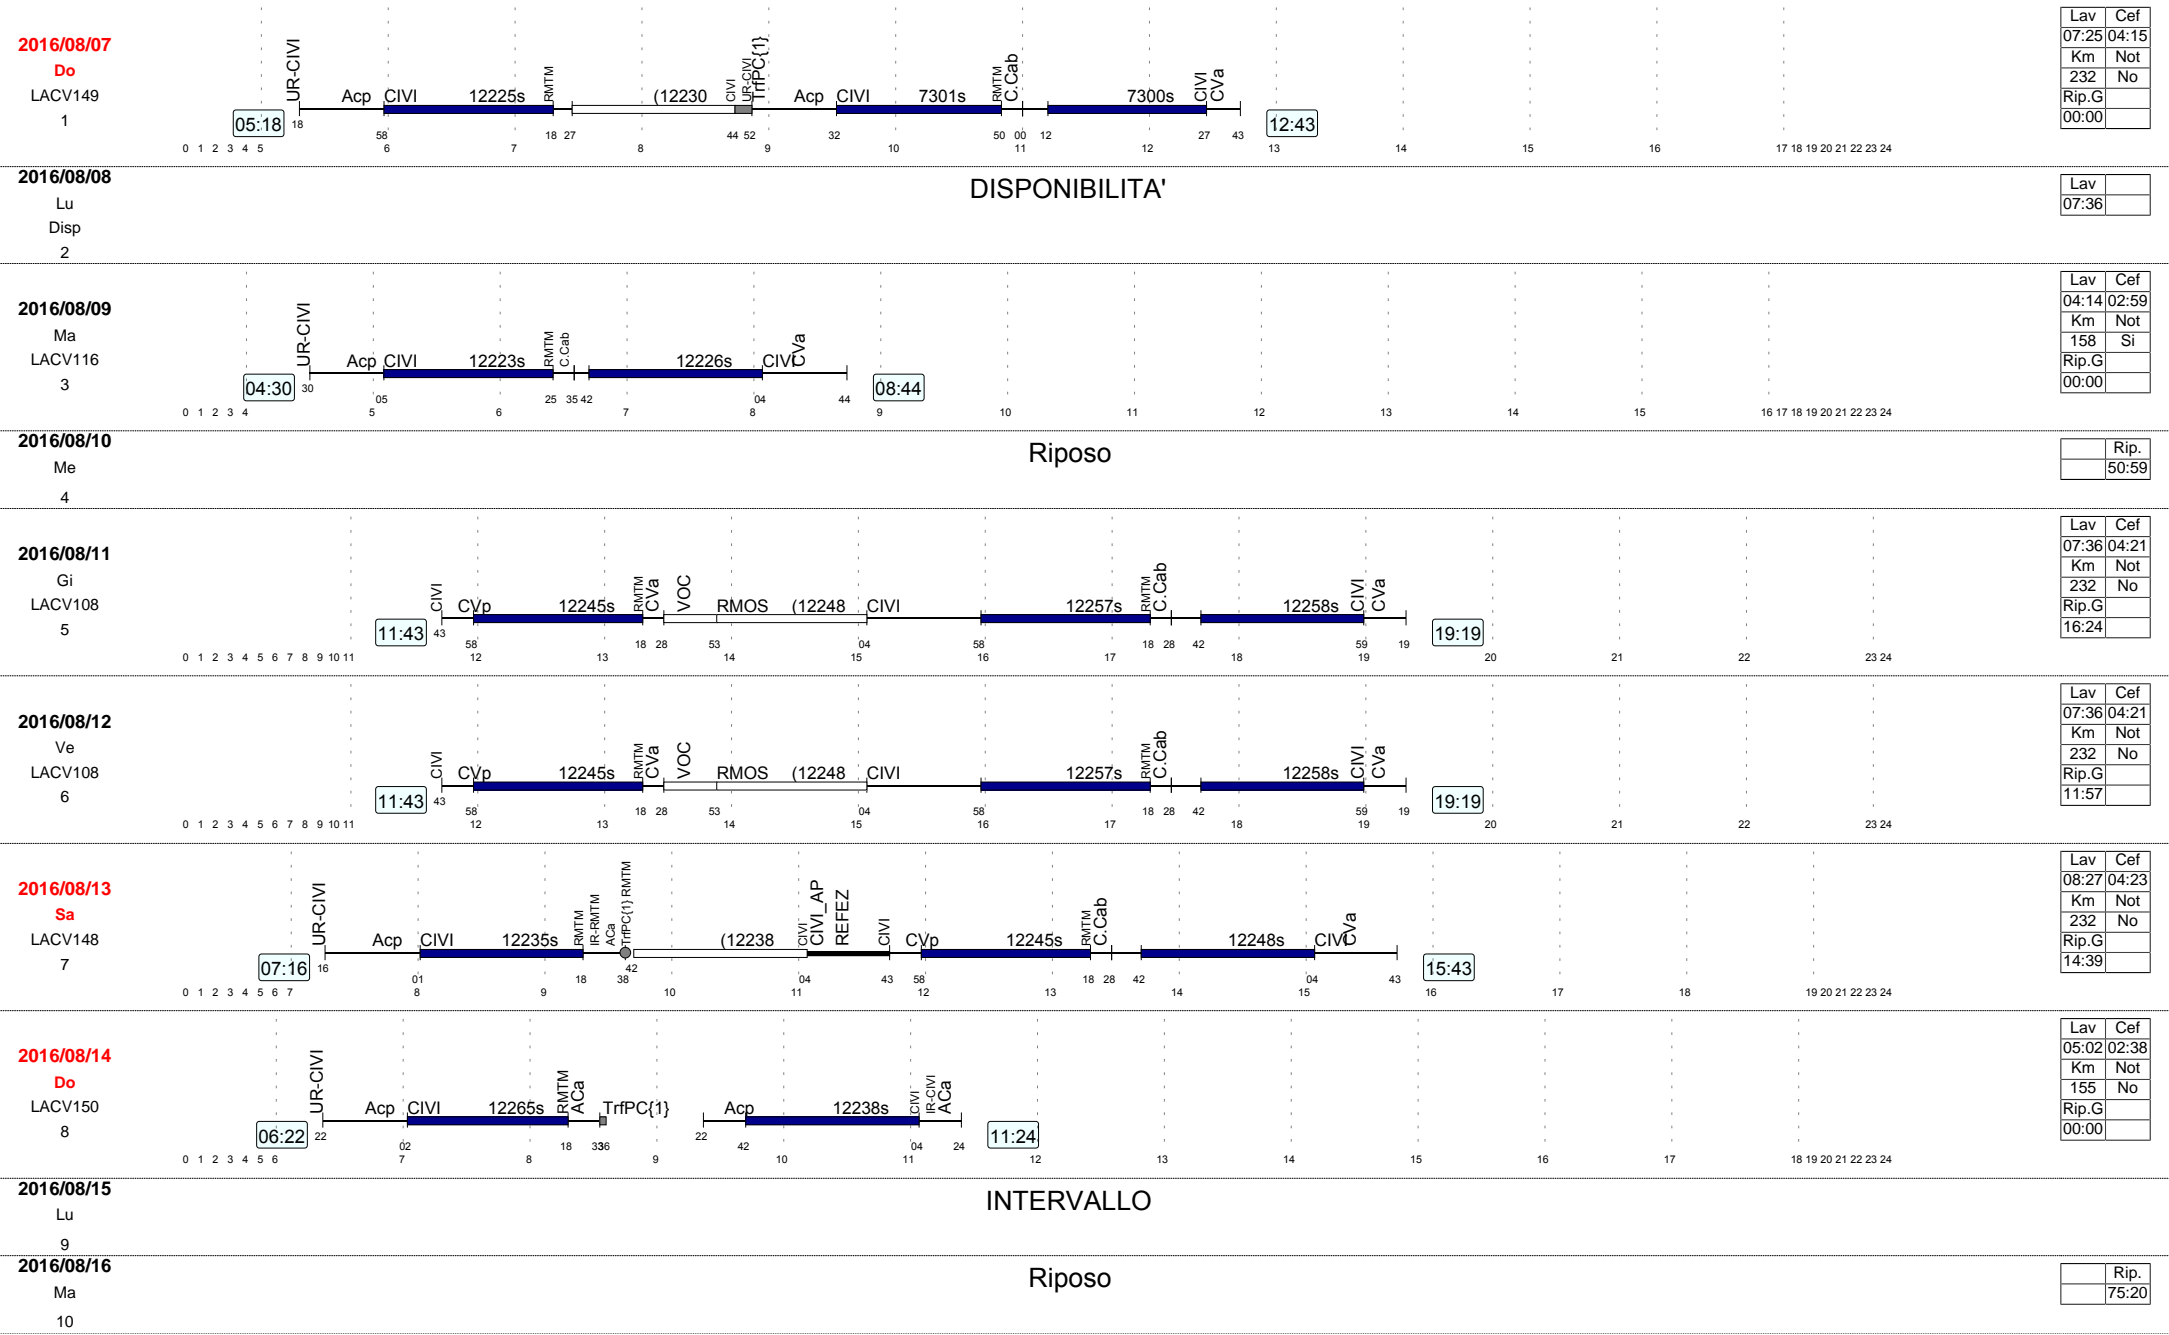 2016/08/07
Do
LACV149
1
05:18
UR-CIVI Acp CIVI 12225s RMTM (12230 CIVI UR-CIVI TrfPC{1} Acp CIVI 7301s RMTM C.Cab 7300s CIVI CVa
12:43
18 58 18 27 44 52 32 50 00 12 27 43
0 1 2 3 4 5 6 7 8 9 10 11 12 13 14 15 16 17 18 19 20 21 22 23 24
Lav Cef
07:25 04:15
Km Not
232 No
Rip.G
00:00
2016/08/08
Lu
Disp
2
DISPONIBILITA'
Lav
07:36
2016/08/09
Ma
LACV116
3
04:30
UR-CIVI Acp CIVI 12223s RMTM C.Cab 12226s CIVI CVa
08:44
30 05 25 35 42 04 44
0 1 2 3 4 5 6 7 8 9 10 11 12 13 14 15 16 17 18 19 20 21 22 23 24
Lav Cef
04:14 02:59
Km Not
158 Si
Rip.G
00:00
2016/08/10
Me
4
Riposo
Rip.
50:59
2016/08/11
Gi
LACV108
5
11:43
CIVI CVp 12245s RMTM CVa VOC RMOS (12248 CIVI 12257s RMTM C.Cab 12258s CIVI CVa
19:19
43 58 18 28 53 04 58 18 28 42 59 19
0 1 2 3 4 5 6 7 8 9 10 11 12 13 14 15 16 17 18 19 20 21 22 23 24
Lav Cef
07:36 04:21
Km Not
232 No
Rip.G
16:24
2016/08/12
Ve
LACV108
6
11:43
CIVI CVp 12245s RMTM CVa VOC RMOS (12248 CIVI 12257s RMTM C.Cab 12258s CIVI CVa
19:19
43 58 18 28 53 04 58 18 28 42 59 19
0 1 2 3 4 5 6 7 8 9 10 11 12 13 14 15 16 17 18 19 20 21 22 23 24
Lav Cef
07:36 04:21
Km Not
232 No
Rip.G
11:57
2016/08/13
Sa
LACV148
7
07:16
UR-CIVI Acp CIVI 12235s RMTM IR-RMTM ACa TrfPC{1} RMTM (12238 CIVI CIVI_AP REFEZ CIVI CVp 12245s RMTM C.Cab 12248s CIVI CVa
15:43
16 01 18 38 42 04 43 58 18 28 42 04 43
0 1 2 3 4 5 6 7 8 9 10 11 12 13 14 15 16 17 18 19 20 21 22 23 24
Lav Cef
08:27 04:23
Km Not
232 No
Rip.G
14:39
2016/08/14
Do
LACV150
8
06:22
UR-CIVI Acp CIVI 12265s RMTM ACa TrfPC{1} Acp 12238s CIVI IR-CIVI ACa
11:24
22 02 18 33 36 22 42 04 24
0 1 2 3 4 5 6 7 8 9 10 11 12 13 14 15 16 17 18 19 20 21 22 23 24
Lav Cef
05:02 02:38
Km Not
155 No
Rip.G
00:00
2016/08/15
Lu
9
INTERVALLO
2016/08/16
Ma
10
Riposo
Rip.
75:20